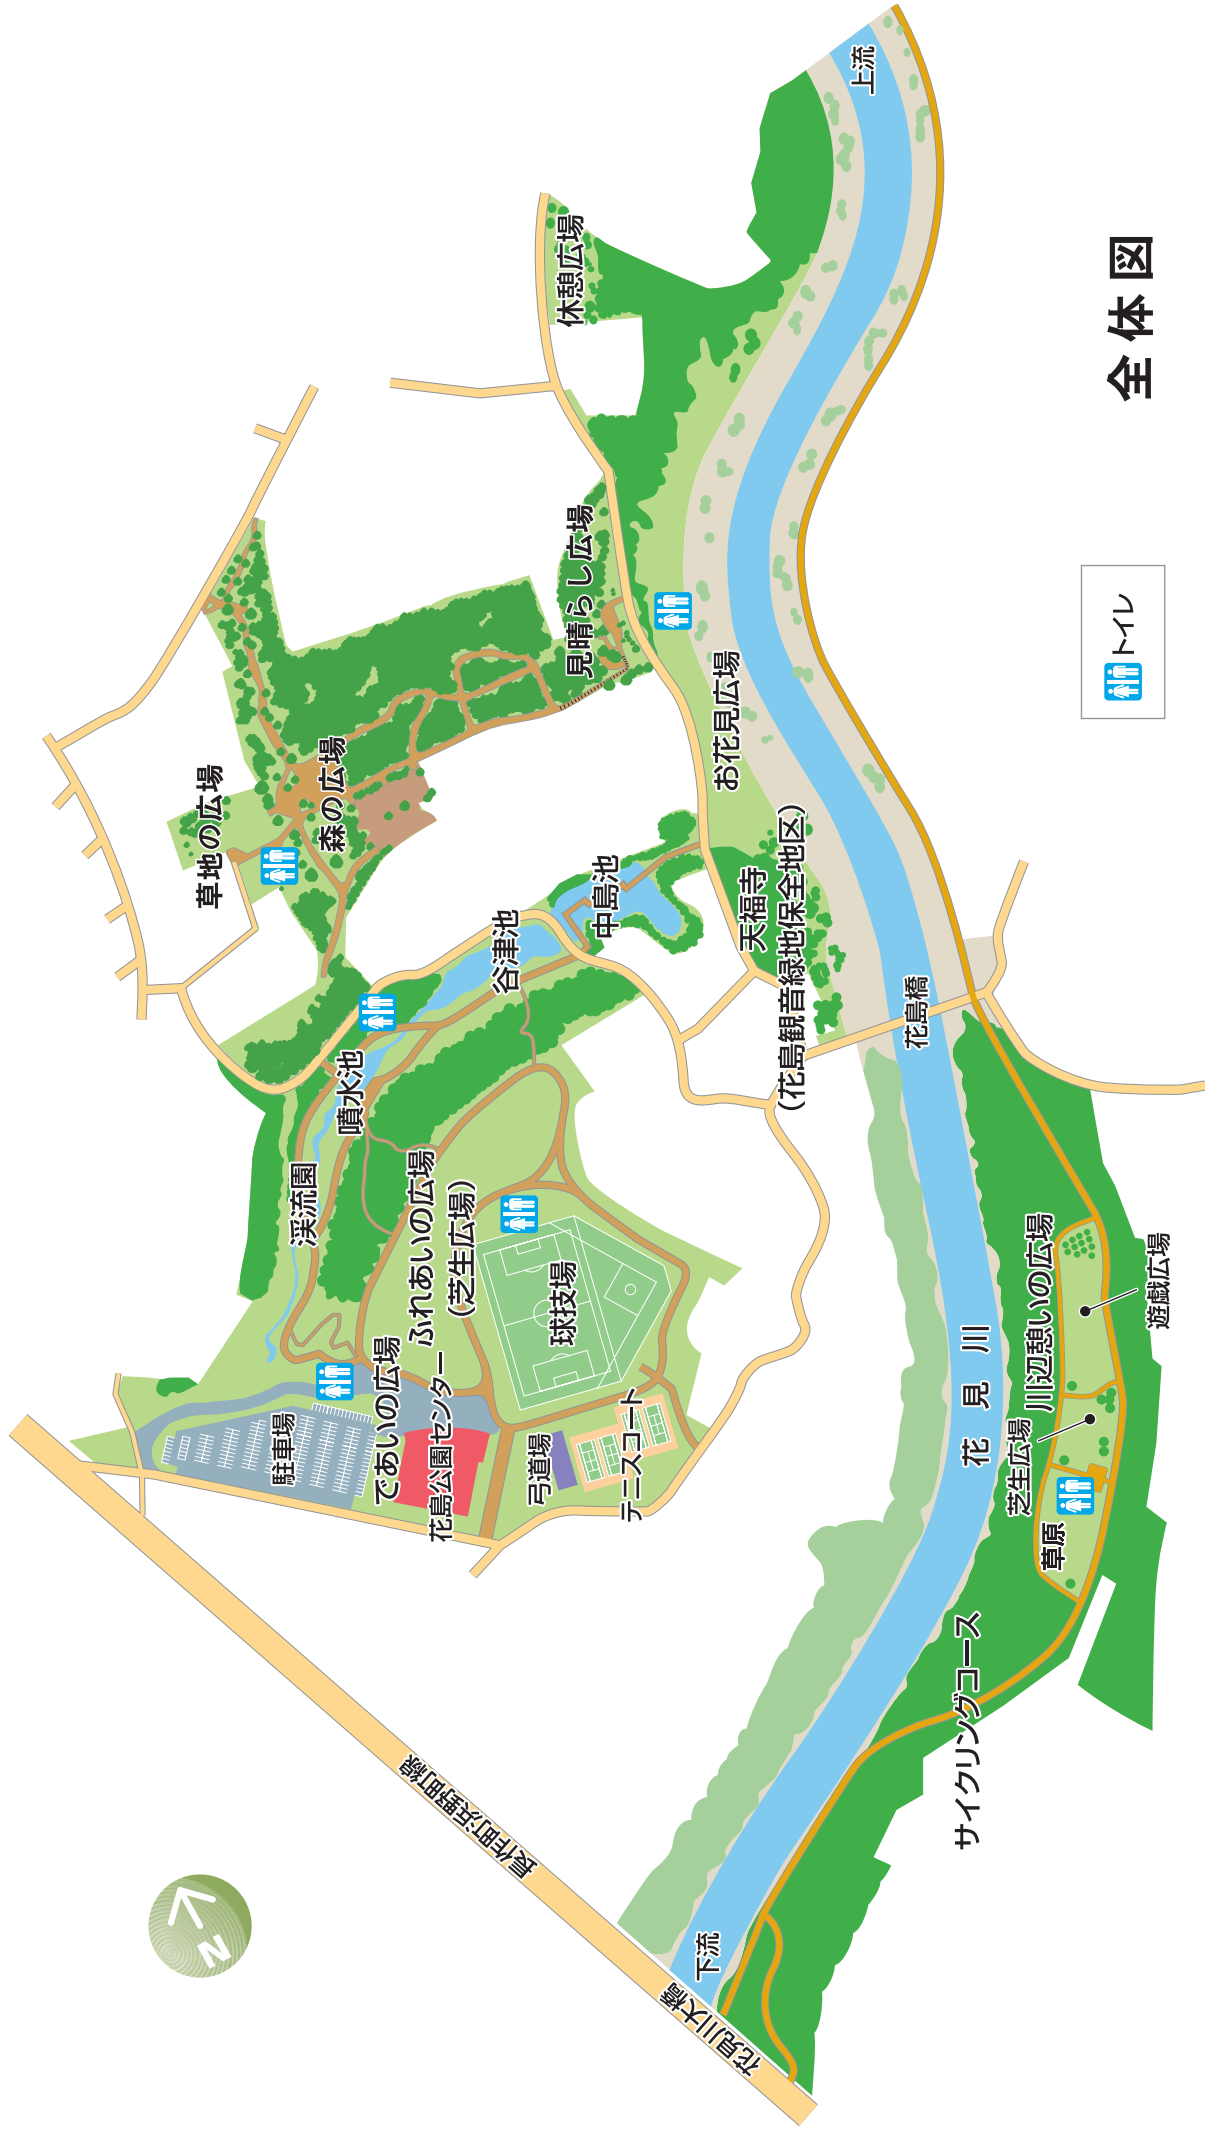 全体図
トイレ
上流
休憩広場
見晴らし広場
お花見広場
草地の広場
森の広場
中島池
谷津池
天福寺
（花島観音緑地保全地区）
花島橋
噴水池
渓流園
ふれあいの広場
（芝生広場）
球技場
であいの広場
花島公園センター
駐車場
弓道場
テニスコート
川辺憩いの広場
遊戯広場
芝生広場
草原
花見川
サイクリングコース
長作町浜野町線
花見川大橋
下流
N